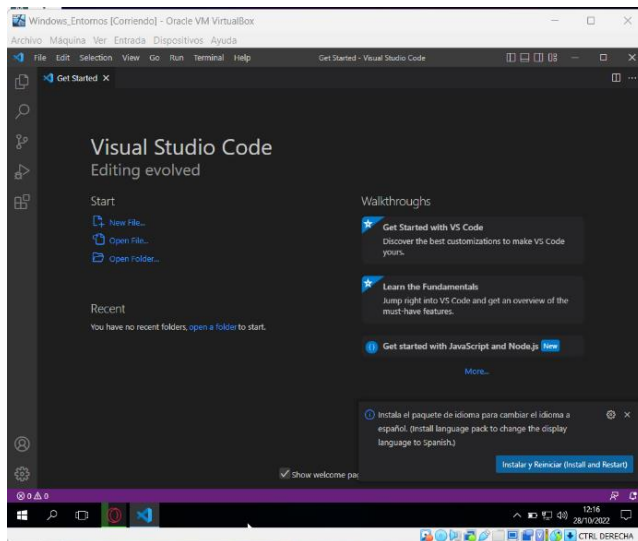 Windows_Entornos [Corriendo] - Oracle VM VirtualBox
Archivo Máquina Ver Entrada Dispositivos Ayuda
File Edit Selection View Go Run Terminal Help
Get Started - Visual Studio Code
Get Started
Visual Studio Code
Editing evolved
Start
New File...
Open File...
Open Folder...
Recent
You have no recent folders, open a folder to start.
Walkthroughs
Get Started with VS Code
Discover the best customizations to make VS Code
yours.
Learn the Fundamentals
Jump right into VS Code and get an overview of the
must-have features.
Get started with JavaScript and Node.js New
More...
Instala el paquete de idioma para cambiar el idioma a
español. (Install language pack to change the display
language to Spanish.)
Instalar y Reiniciar (Install and Restart)
Show welcome pag
0 0
12:16
28/10/2022
CTRL DERECHA